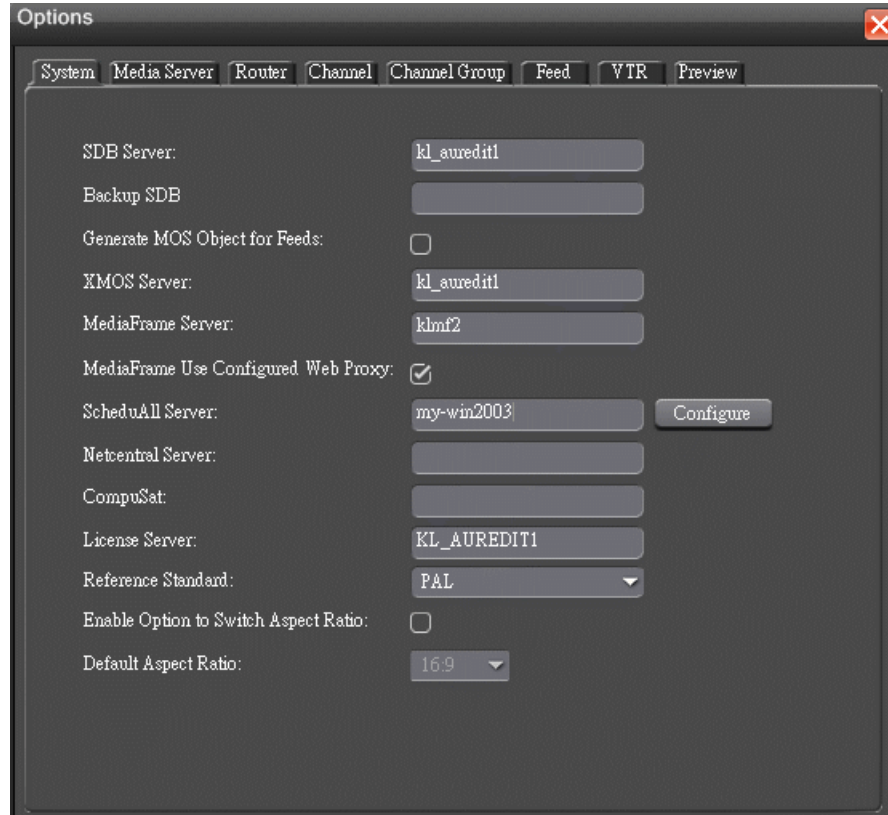 Options
System Media Server Router Channel Channel Group Feed VTR Preview
SDB Server: kl_auredit1
Backup SDB
Generate MOS Object for Feeds:
XMOS Server: kl_auredit1
MediaFrame Server: klmf2
MediaFrame Use Configured Web Proxy:
ScheduAll Server: my-win2003 Configure
Netcentral Server:
CompuSat:
License Server: KL_AUREDIT1
Reference Standard: PAL
Enable Option to Switch Aspect Ratio:
Default Aspect Ratio: 16:9